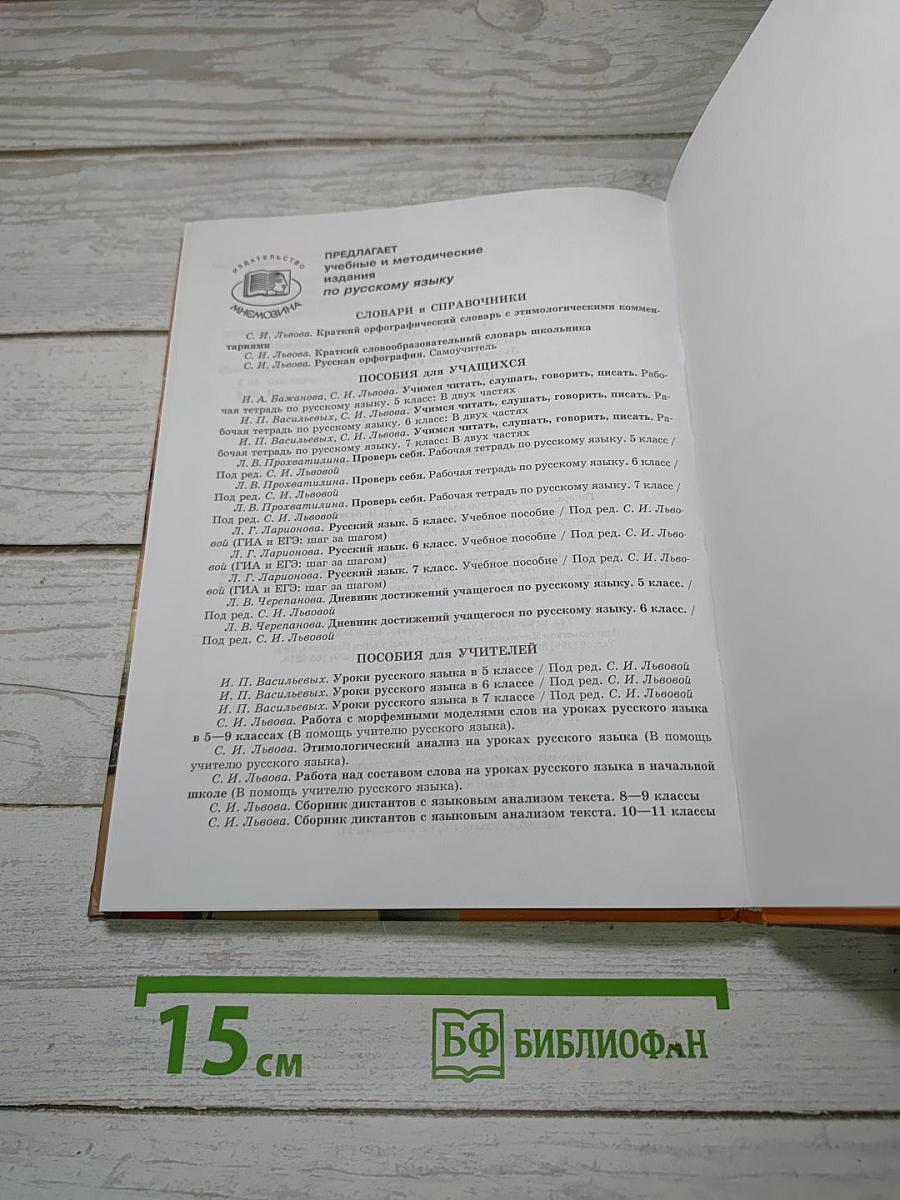 ИЗДАТЕЛЬСТВО
МНЕМОЗИНА
ПРЕДЛАГАЕТ
учебные и методические
издания
по русскому языку
СЛОВАРИ и СПРАВОЧНИКИ
С. И. Львова. Краткий орфографический словарь с этимологическими коммен-
тариями
С. И. Львова. Краткий словообразовательный словарь школьника
С. И. Львова. Русская орфография. Самоучитель
ПОСОБИЯ для УЧАЩИХСЯ
И. А. Бажанова, С. И. Львова. Учимся читать, слушать, говорить, писать. Рабо-
чая тетрадь по русскому языку. 5 класс: В двух частях
И. П. Васильевых, С. И. Львова. Учимся читать, слушать, говорить, писать. Ра-
бочая тетрадь по русскому языку. 6 класс: В двух частях
И. П. Васильевых, С. И. Львова. Учимся читать, слушать, говорить, писать. Ра-
бочая тетрадь по русскому языку. 7 класс: В двух частях
Л. В. Прохватилина. Проверь себя. Рабочая тетрадь по русскому языку. 5 класс /
Под ред. С. И. Львовой
Л. В. Прохватилина. Проверь себя. Рабочая тетрадь по русскому языку. 6 класс /
Под ред. С. И. Львовой
Л. В. Прохватилина. Проверь себя. Рабочая тетрадь по русскому языку. 7 класс /
Под ред. С. И. Львовой
Л. Г. Ларионова. Русский язык. 5 класс. Учебное пособие / Под ред. С. И. Льво-
вой (ГИА и ЕГЭ: шаг за шагом)
Л. Г. Ларионова. Русский язык. 6 класс. Учебное пособие / Под ред. С. И. Льво-
вой (ГИА и ЕГЭ: шаг за шагом)
Л. Г. Ларионова. Русский язык. 7 класс. Учебное пособие / Под ред. С. И. Льво-
вой (ГИА и ЕГЭ: шаг за шагом)
Л. В. Черепанова. Дневник достижений учащегося по русскому языку. 5 класс. /
Под ред. С. И. Львовой
Л. В. Черепанова. Дневник достижений учащегося по русскому языку. 6 класс. /
Под ред. С. И. Львовой
ПОСОБИЯ для УЧИТЕЛЕЙ
И. П. Васильевых. Уроки русского языка в 5 классе / Под ред. С. И. Львовой
И. П. Васильевых. Уроки русского языка в 6 классе / Под ред. С. И. Львовой
И. П. Васильевых. Уроки русского языка в 7 классе / Под ред. С. И. Львовой
С. И. Львова. Работа с морфемными моделями слов на уроках русского языка
в 5—9 классах (В помощь учителю русского языка).
С. И. Львова. Этимологический анализ на уроках русского языка (В помощь
учителю русского языка).
С. И. Львова. Работа над составом слова на уроках русского языка в начальной
школе (В помощь учителю русского языка).
С. И. Львова. Сборник диктантов с языковым анализом текста. 8—9 классы
С. И. Львова. Сборник диктантов с языковым анализом текста. 10—11 классы
15 см
БФ БИБЛИОФАН